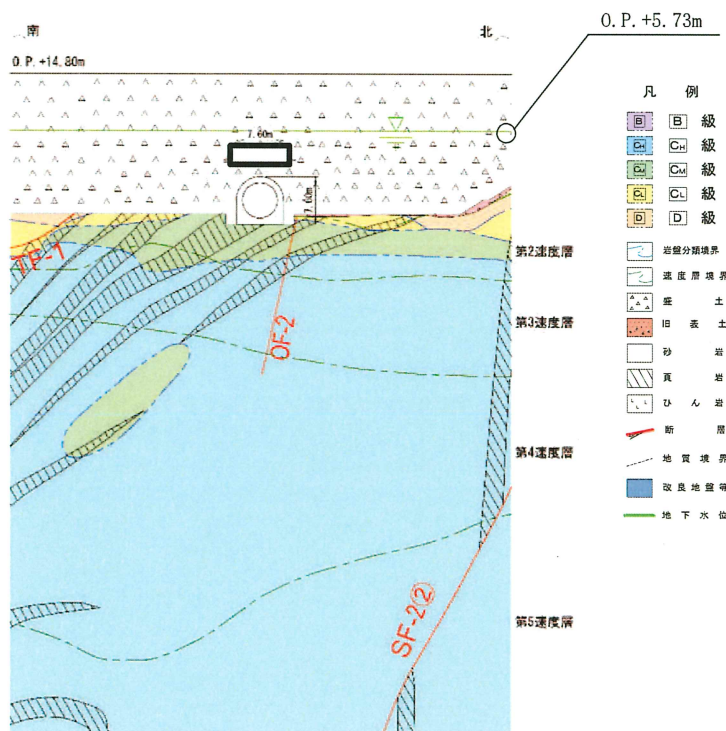 O.P.+5.73m
南
北
O.P.+14.80m
7.60m
7.60m
TF-1
OF-2
SF-2②
第2速度層
第3速度層
第4速度層
第5速度層
凡 例
B B 級
CH CH 級
CM CM 級
CL CL 級
D D 級
岩盤分類境界
速度層境界
盛 土
旧 表 土
砂 岩
頁 岩
ひ ん 岩
断 層
地 質 境 界
改 良 地 盤 等
地 下 水 位